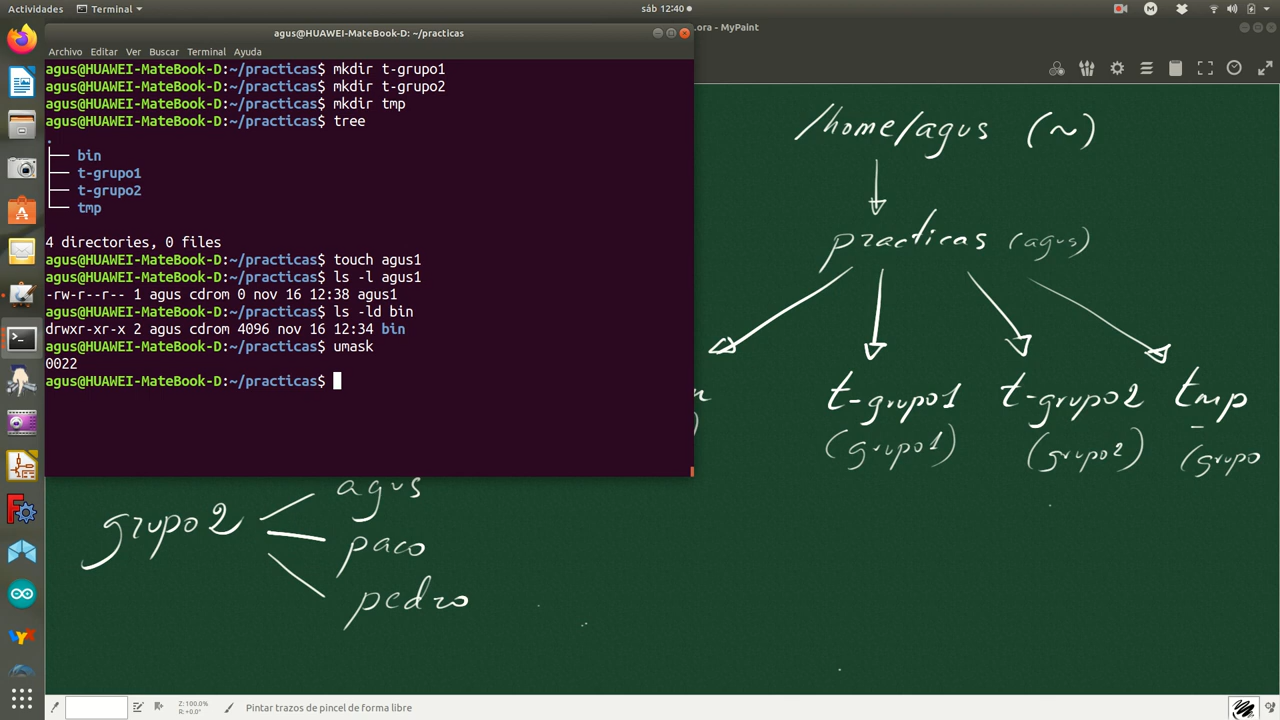 Actividades
Terminal
sáb 12:40
agus@HUAWEI-MateBook-D: ~/practicas
.ora - MyPaint
Archivo Editar Ver Buscar Terminal Ayuda
agus@HUAWEI-MateBook-D:~/practicas$ mkdir t-grupo1
agus@HUAWEI-MateBook-D:~/practicas$ mkdir t-grupo2
agus@HUAWEI-MateBook-D:~/practicas$ mkdir tmp
agus@HUAWEI-MateBook-D:~/practicas$ tree
.
├── bin
├── t-grupo1
├── t-grupo2
└── tmp
4 directories, 0 files
agus@HUAWEI-MateBook-D:~/practicas$ touch agus1
agus@HUAWEI-MateBook-D:~/practicas$ ls -l agus1
-rw-r--r-- 1 agus cdrom 0 nov 16 12:38 agus1
agus@HUAWEI-MateBook-D:~/practicas$ ls -ld bin
drwxr-xr-x 2 agus cdrom 4096 nov 16 12:34 bin
agus@HUAWEI-MateBook-D:~/practicas$ umask
0022
agus@HUAWEI-MateBook-D:~/practicas$
/home/agus (~)
practicas (agus)
t-grupo1 t-grupo2 tmp
(grupo1) (grupo2) (grupo
agus
grupo2
paco
pedro
Z: 100.0%
R: +0.0°
Pintar trazos de pincel de forma libre